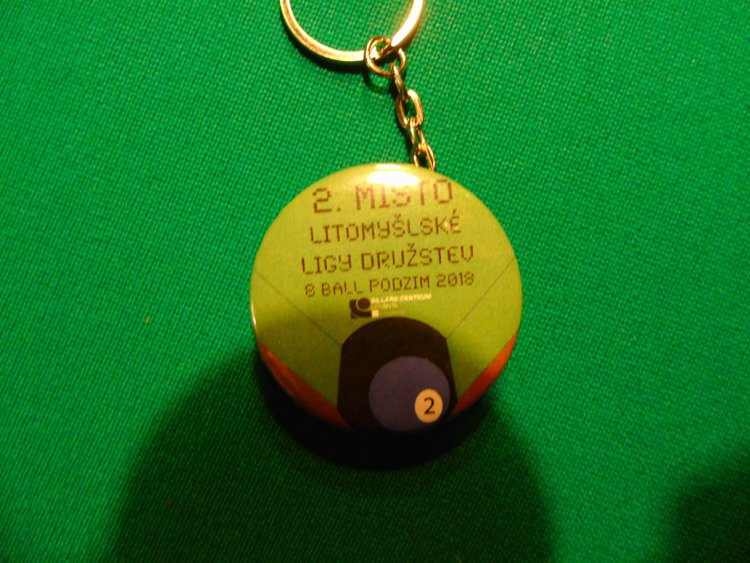 2. MÍSTO
LITOMYŠLSKÉ
LIGY DRUŽSTEV
8 BALL PODZIM 2018
BILLARD CENTRUM
2